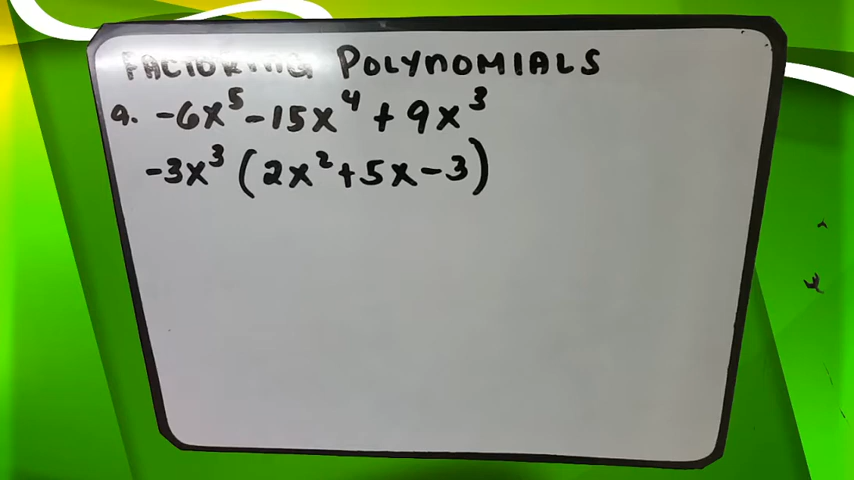 FACTORING POLYNOMIALS
a. -6x⁵-15x⁴+9x³
-3x³(2x²+5x-3)